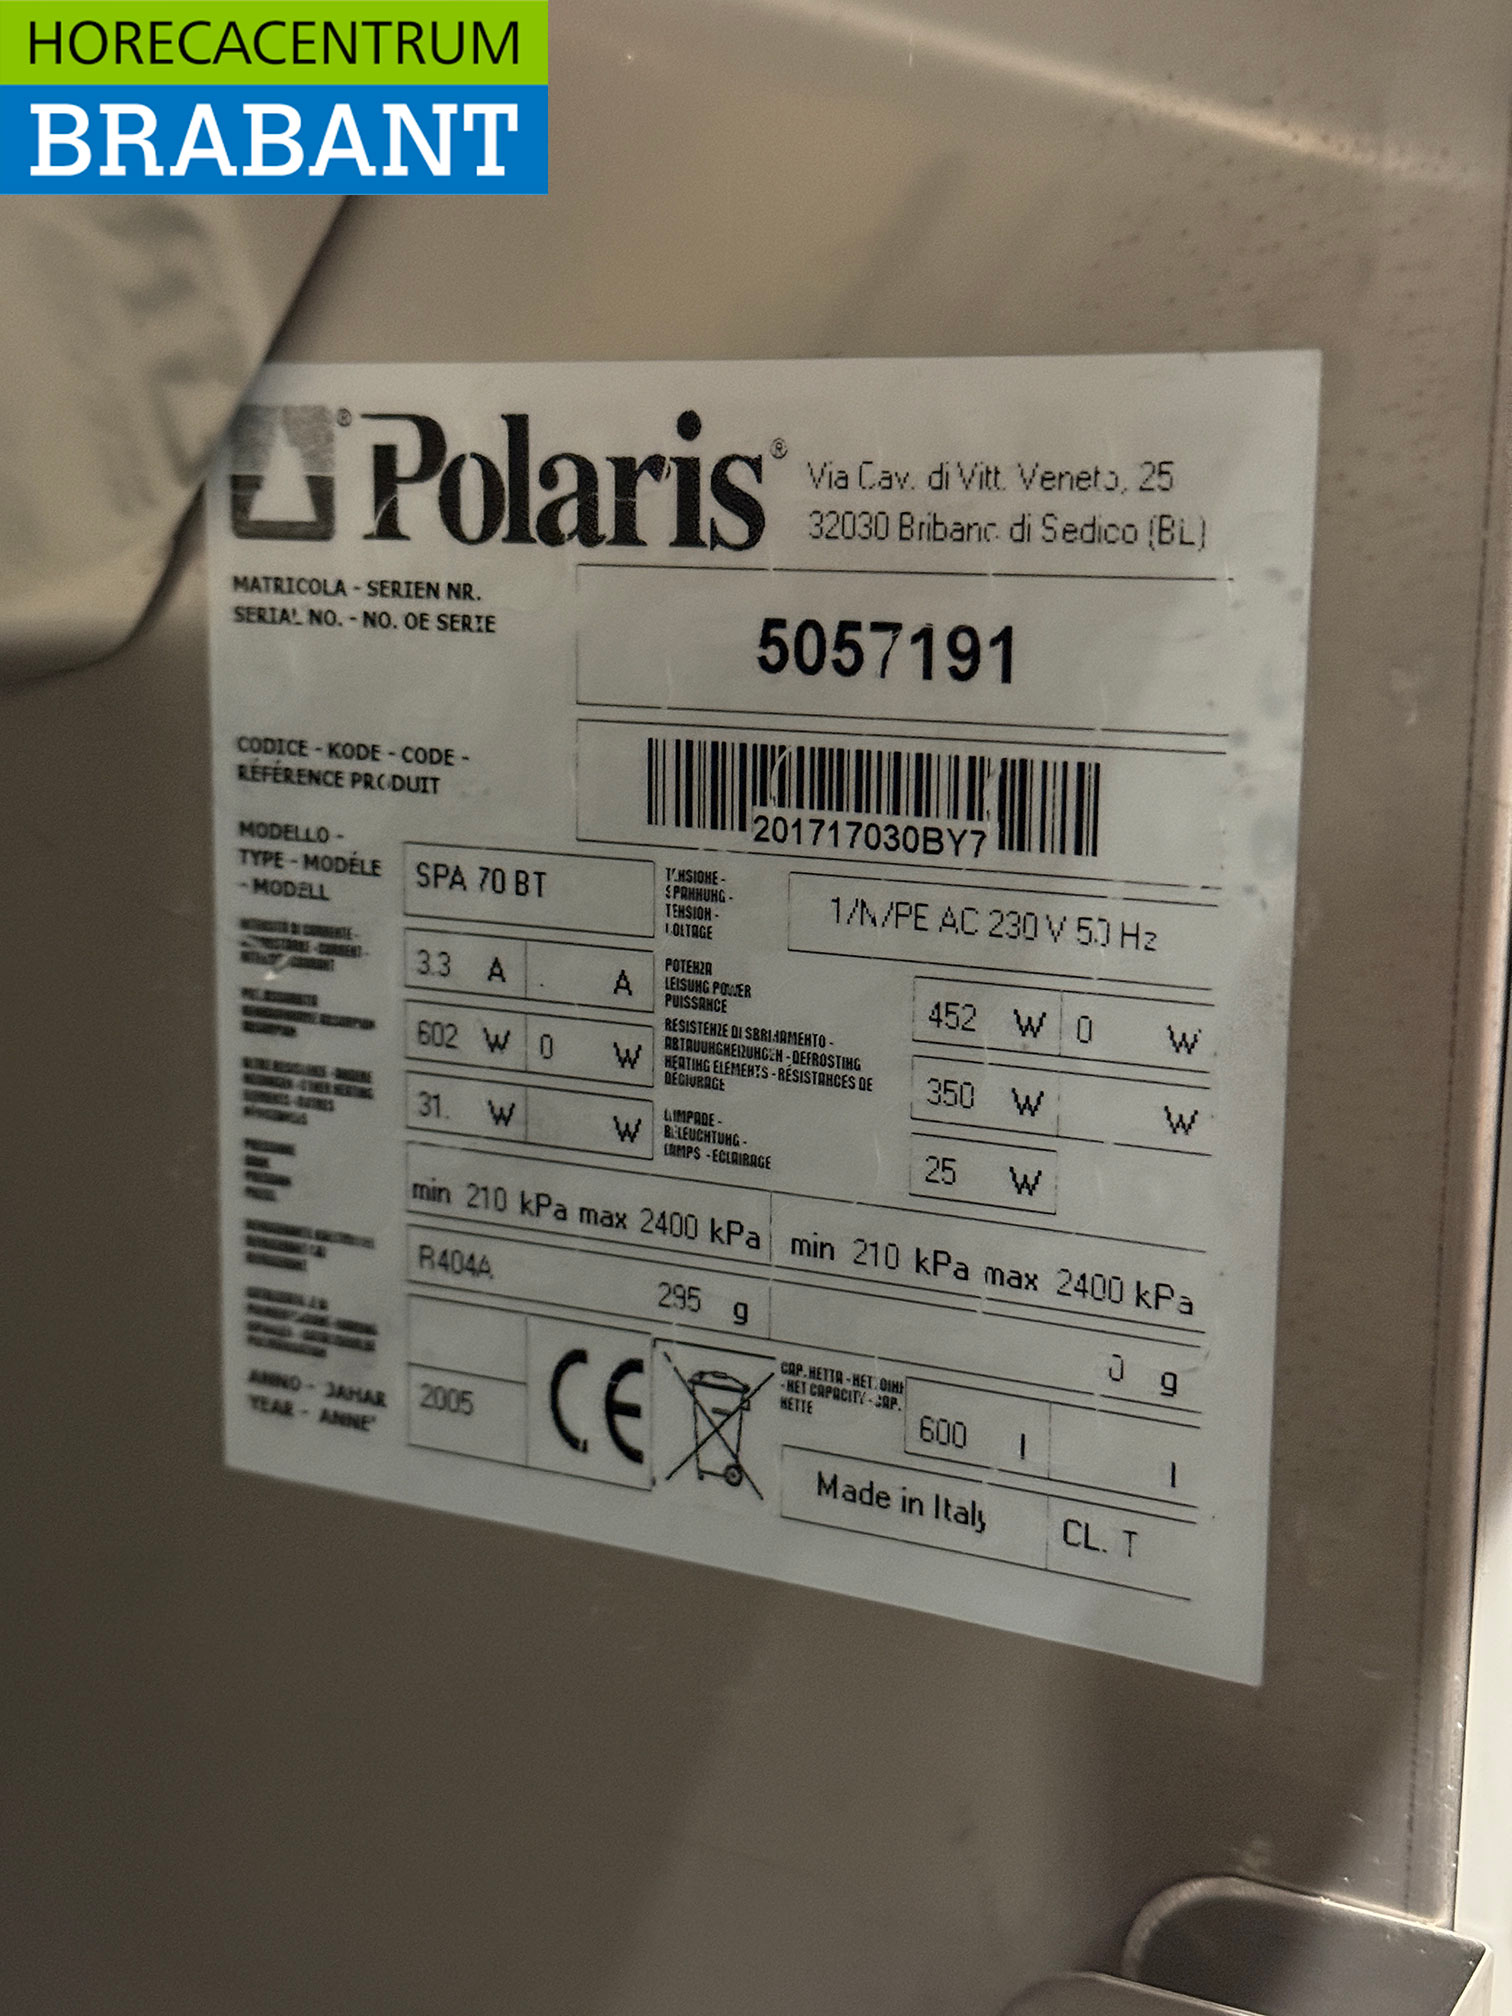 HORECACENTRUM
BRABANT
Polaris®
Via Cav. di Vitt. Veneto, 25
32030 Bribano di Sedico (BL)
MATRICOLA - SERIEN NR.
SERIAL NO. - NO. OE SERIE
5057191
CODICE - KODE - CODE -
RÉFÉRENCE PRODUIT
201717030BY7
MODELLO -
TYPE - MODÉLE
- MODELL
SPA 70 BT
TENSIONE -
SPANNUNG -
TENSION -
VOLTAGE
1/N/PE AC 230 V 50 Hz
3.3 A A
POTENZA
LEISUNG POWER
PUISSANCE
452 W 0 W
602 W 0 W
RESISTENZE DI SBRINAMENTO -
ABTAUUNGHEIZUNGEN - DEFROSTING
HEATING ELEMENTS - RÉSISTANCES DE
DÉGIURAGE
350 W W
31. W W
LAMPADE -
BELEUCHTUNG -
LAMPS - ECLAIRAGE
25 W
min 210 kPa max 2400 kPa min 210 kPa max 2400 kPa
R404A 295 g 0 g
ANNO - JAHAR
YEAR - ANNE'
2005
CE
CAP. NETTA -
- NET CAPACITY - CAP.
NETTE
600 l l
Made in Italy
CL. T